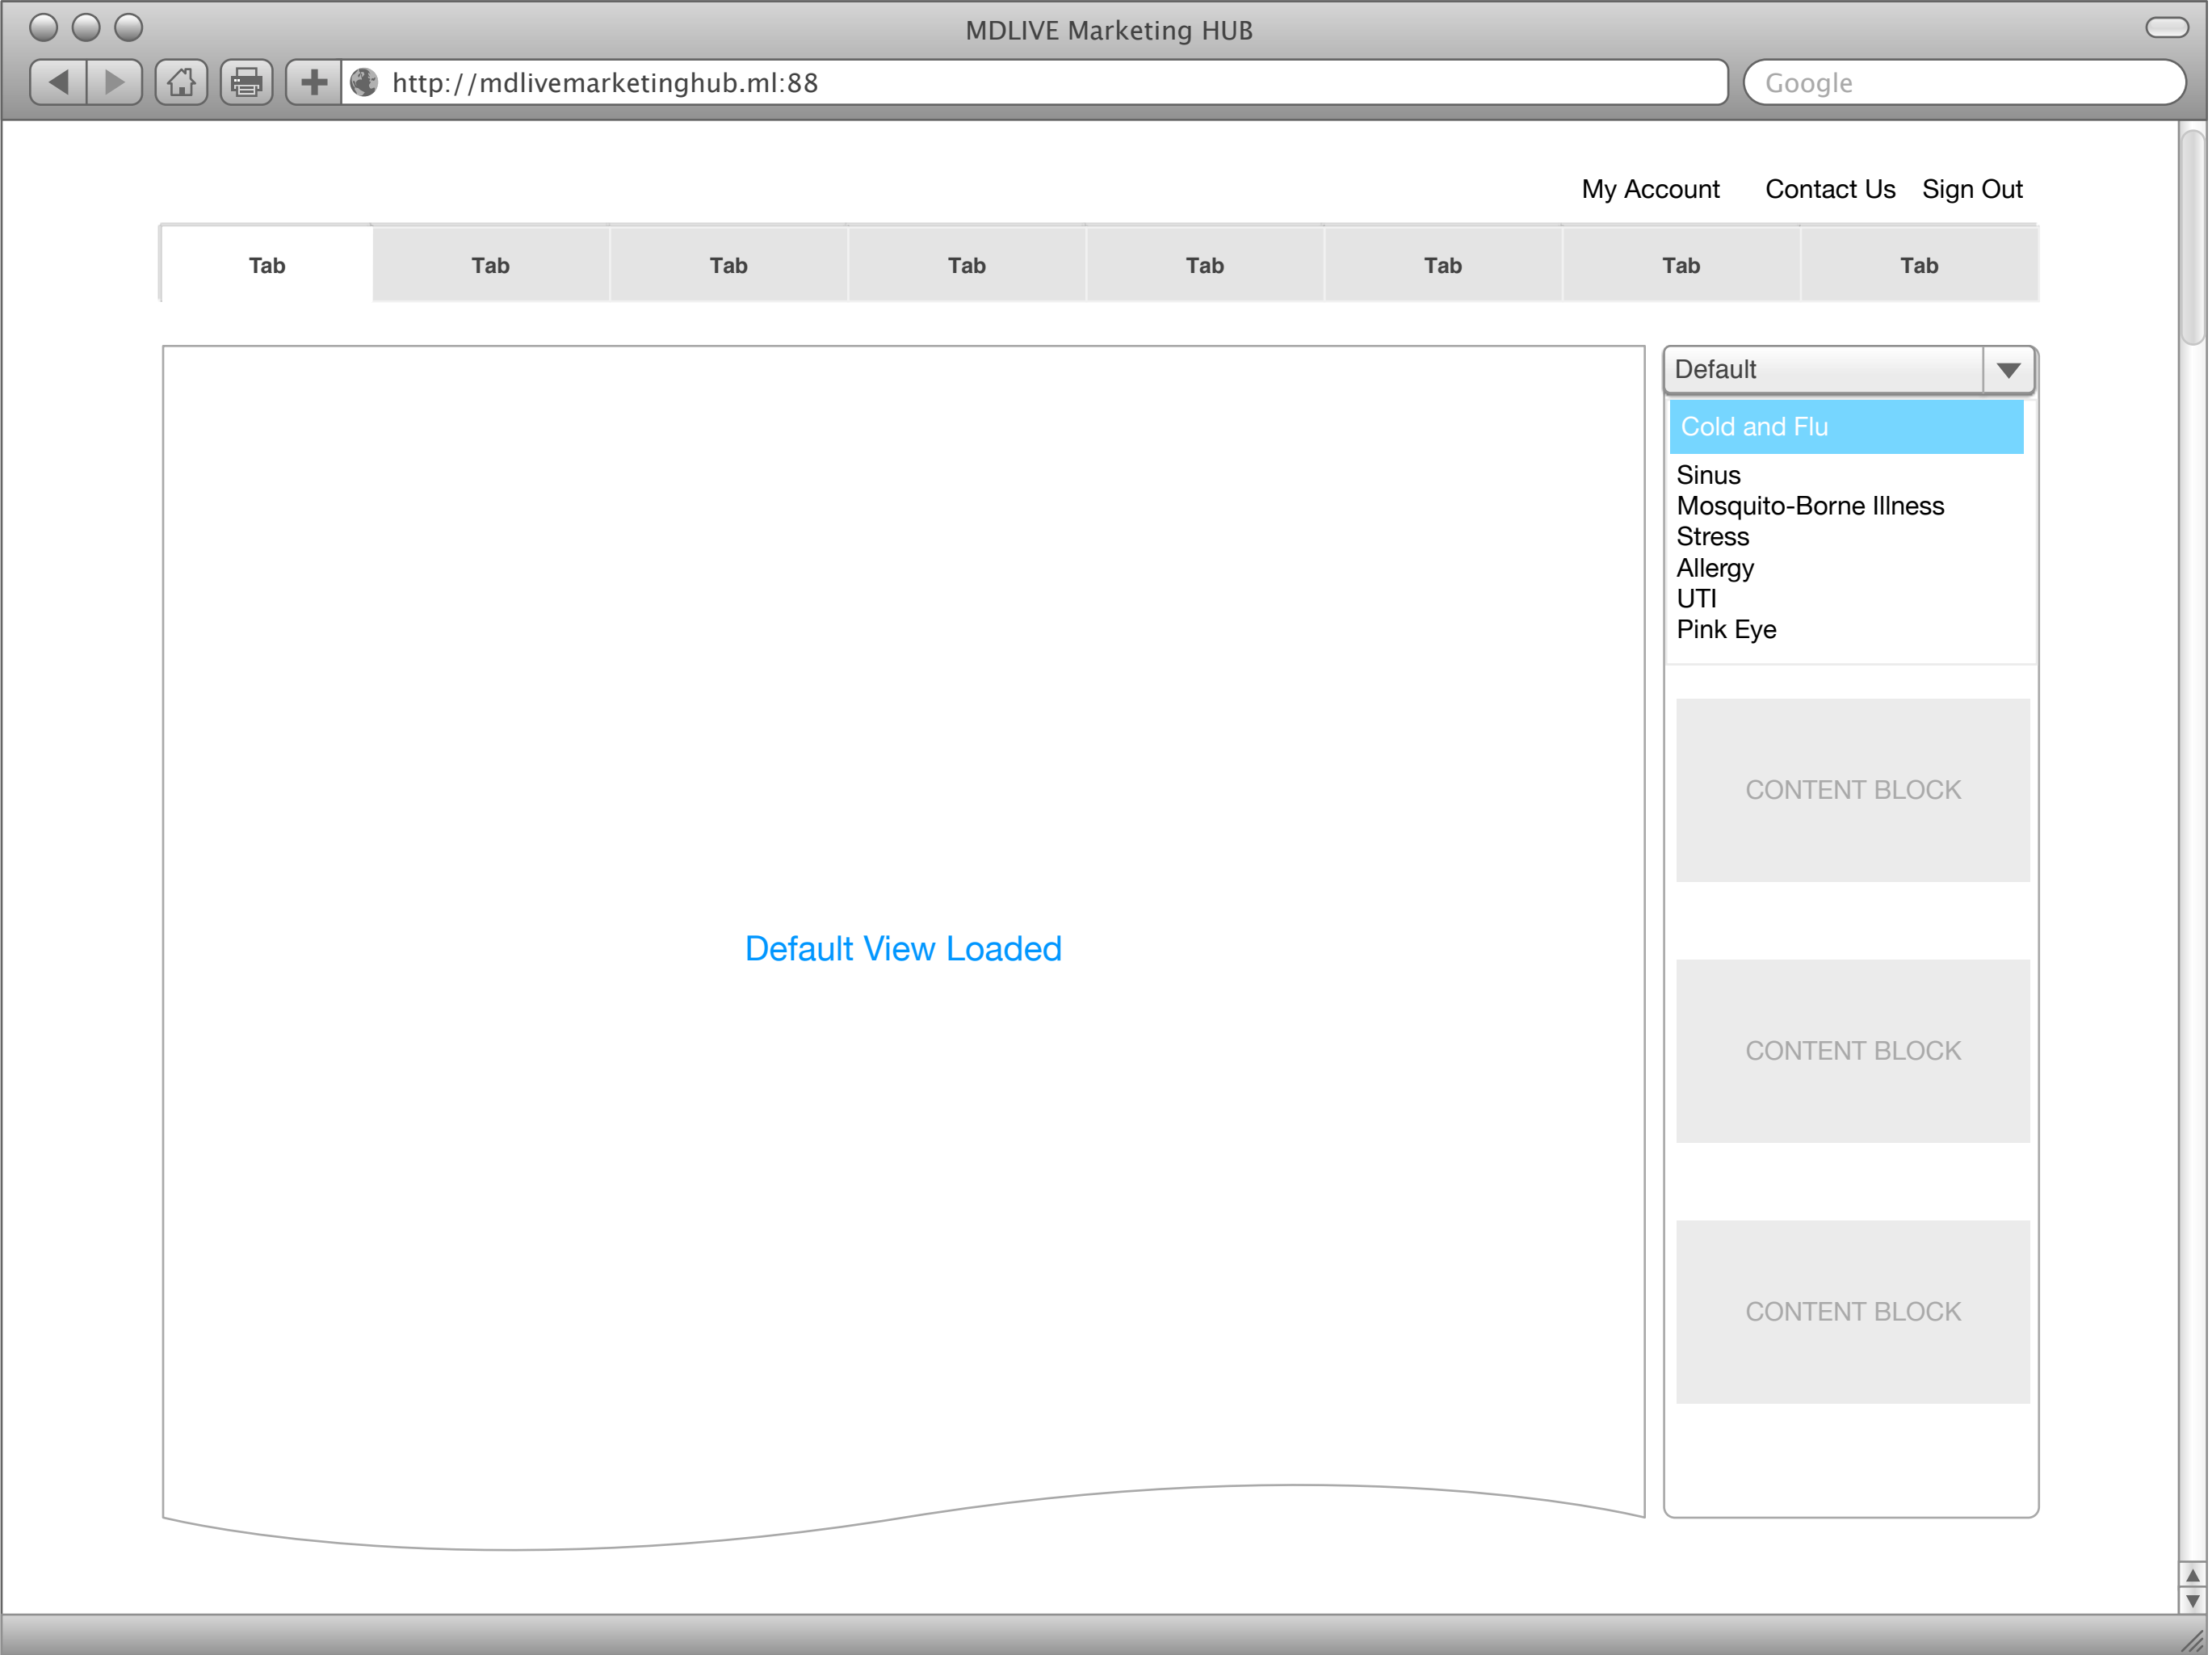 MDLIVE Marketing HUB
http://mdlivemarketinghub.ml:88
Google
My Account Contact Us Sign Out
Tab Tab Tab Tab Tab Tab Tab Tab
Default
Cold and Flu
Sinus
Mosquito-Borne Illness
Stress
Allergy
UTI
Pink Eye
CONTENT BLOCK
Default View Loaded
CONTENT BLOCK
CONTENT BLOCK